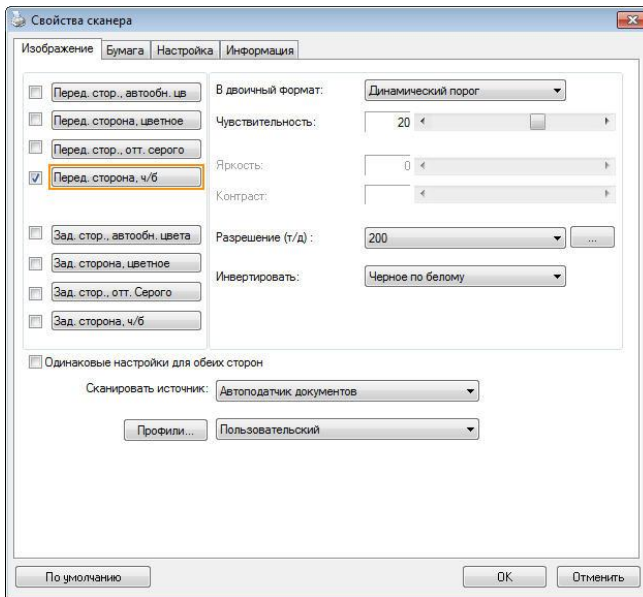 Свойства сканера
Изображение Бумага Настройка Информация
Перед. стор., автообн. цв
Перед. сторона, цветное
Перед. стор., отт. серого
Перед. сторона, ч/б
Зад. стор., автообн. цвета
Зад. сторона, цветное
Зад. стор., отт. Серого
Зад. сторона, ч/б
В двоичный формат: Динамический порог
Чувствительность: 20
Яркость: 0
Контраст:
Разрешение (т/д) : 200 ...
Инвертировать: Черное по белому
Одинаковые настройки для обеих сторон
Сканировать источник: Автоподатчик документов
Профили... Пользовательский
По умолчанию OK Отменить